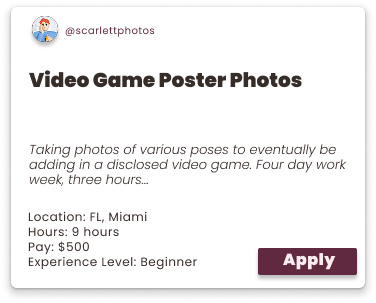 @scarlettphotos
Video Game Poster Photos
Taking photos of various poses to eventually be
adding in a disclosed video game. Four day work
week, three hours...
Location: FL, Miami
Hours: 9 hours
Pay: $500
Experience Level: Beginner
Apply